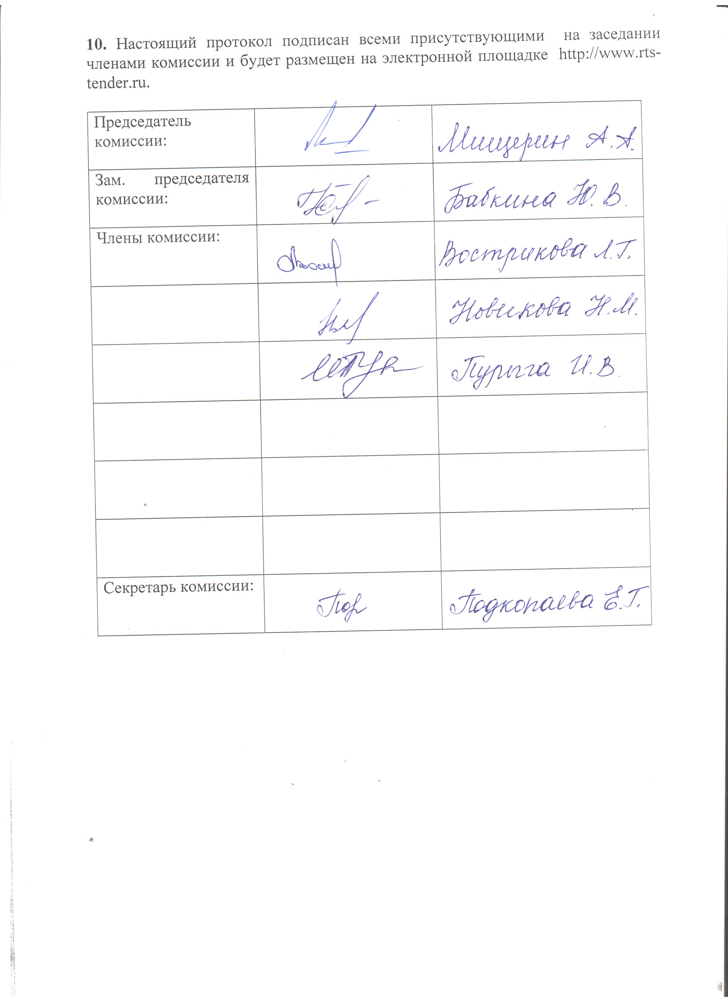 10. Настоящий протокол подписан всеми присутствующими на заседании
членами комиссии и будет размещен на электронной площадке http://www.rts-
tender.ru.
Председатель
комиссии:
Мищерин А.А.
Зам. председателя
комиссии:
Бабкина Ю.В.
Члены комиссии:
Вострикова Л.Г.
Новикова Н.М.
Пурыга И.В.
Секретарь комиссии:
Подкопаева Е.Г.